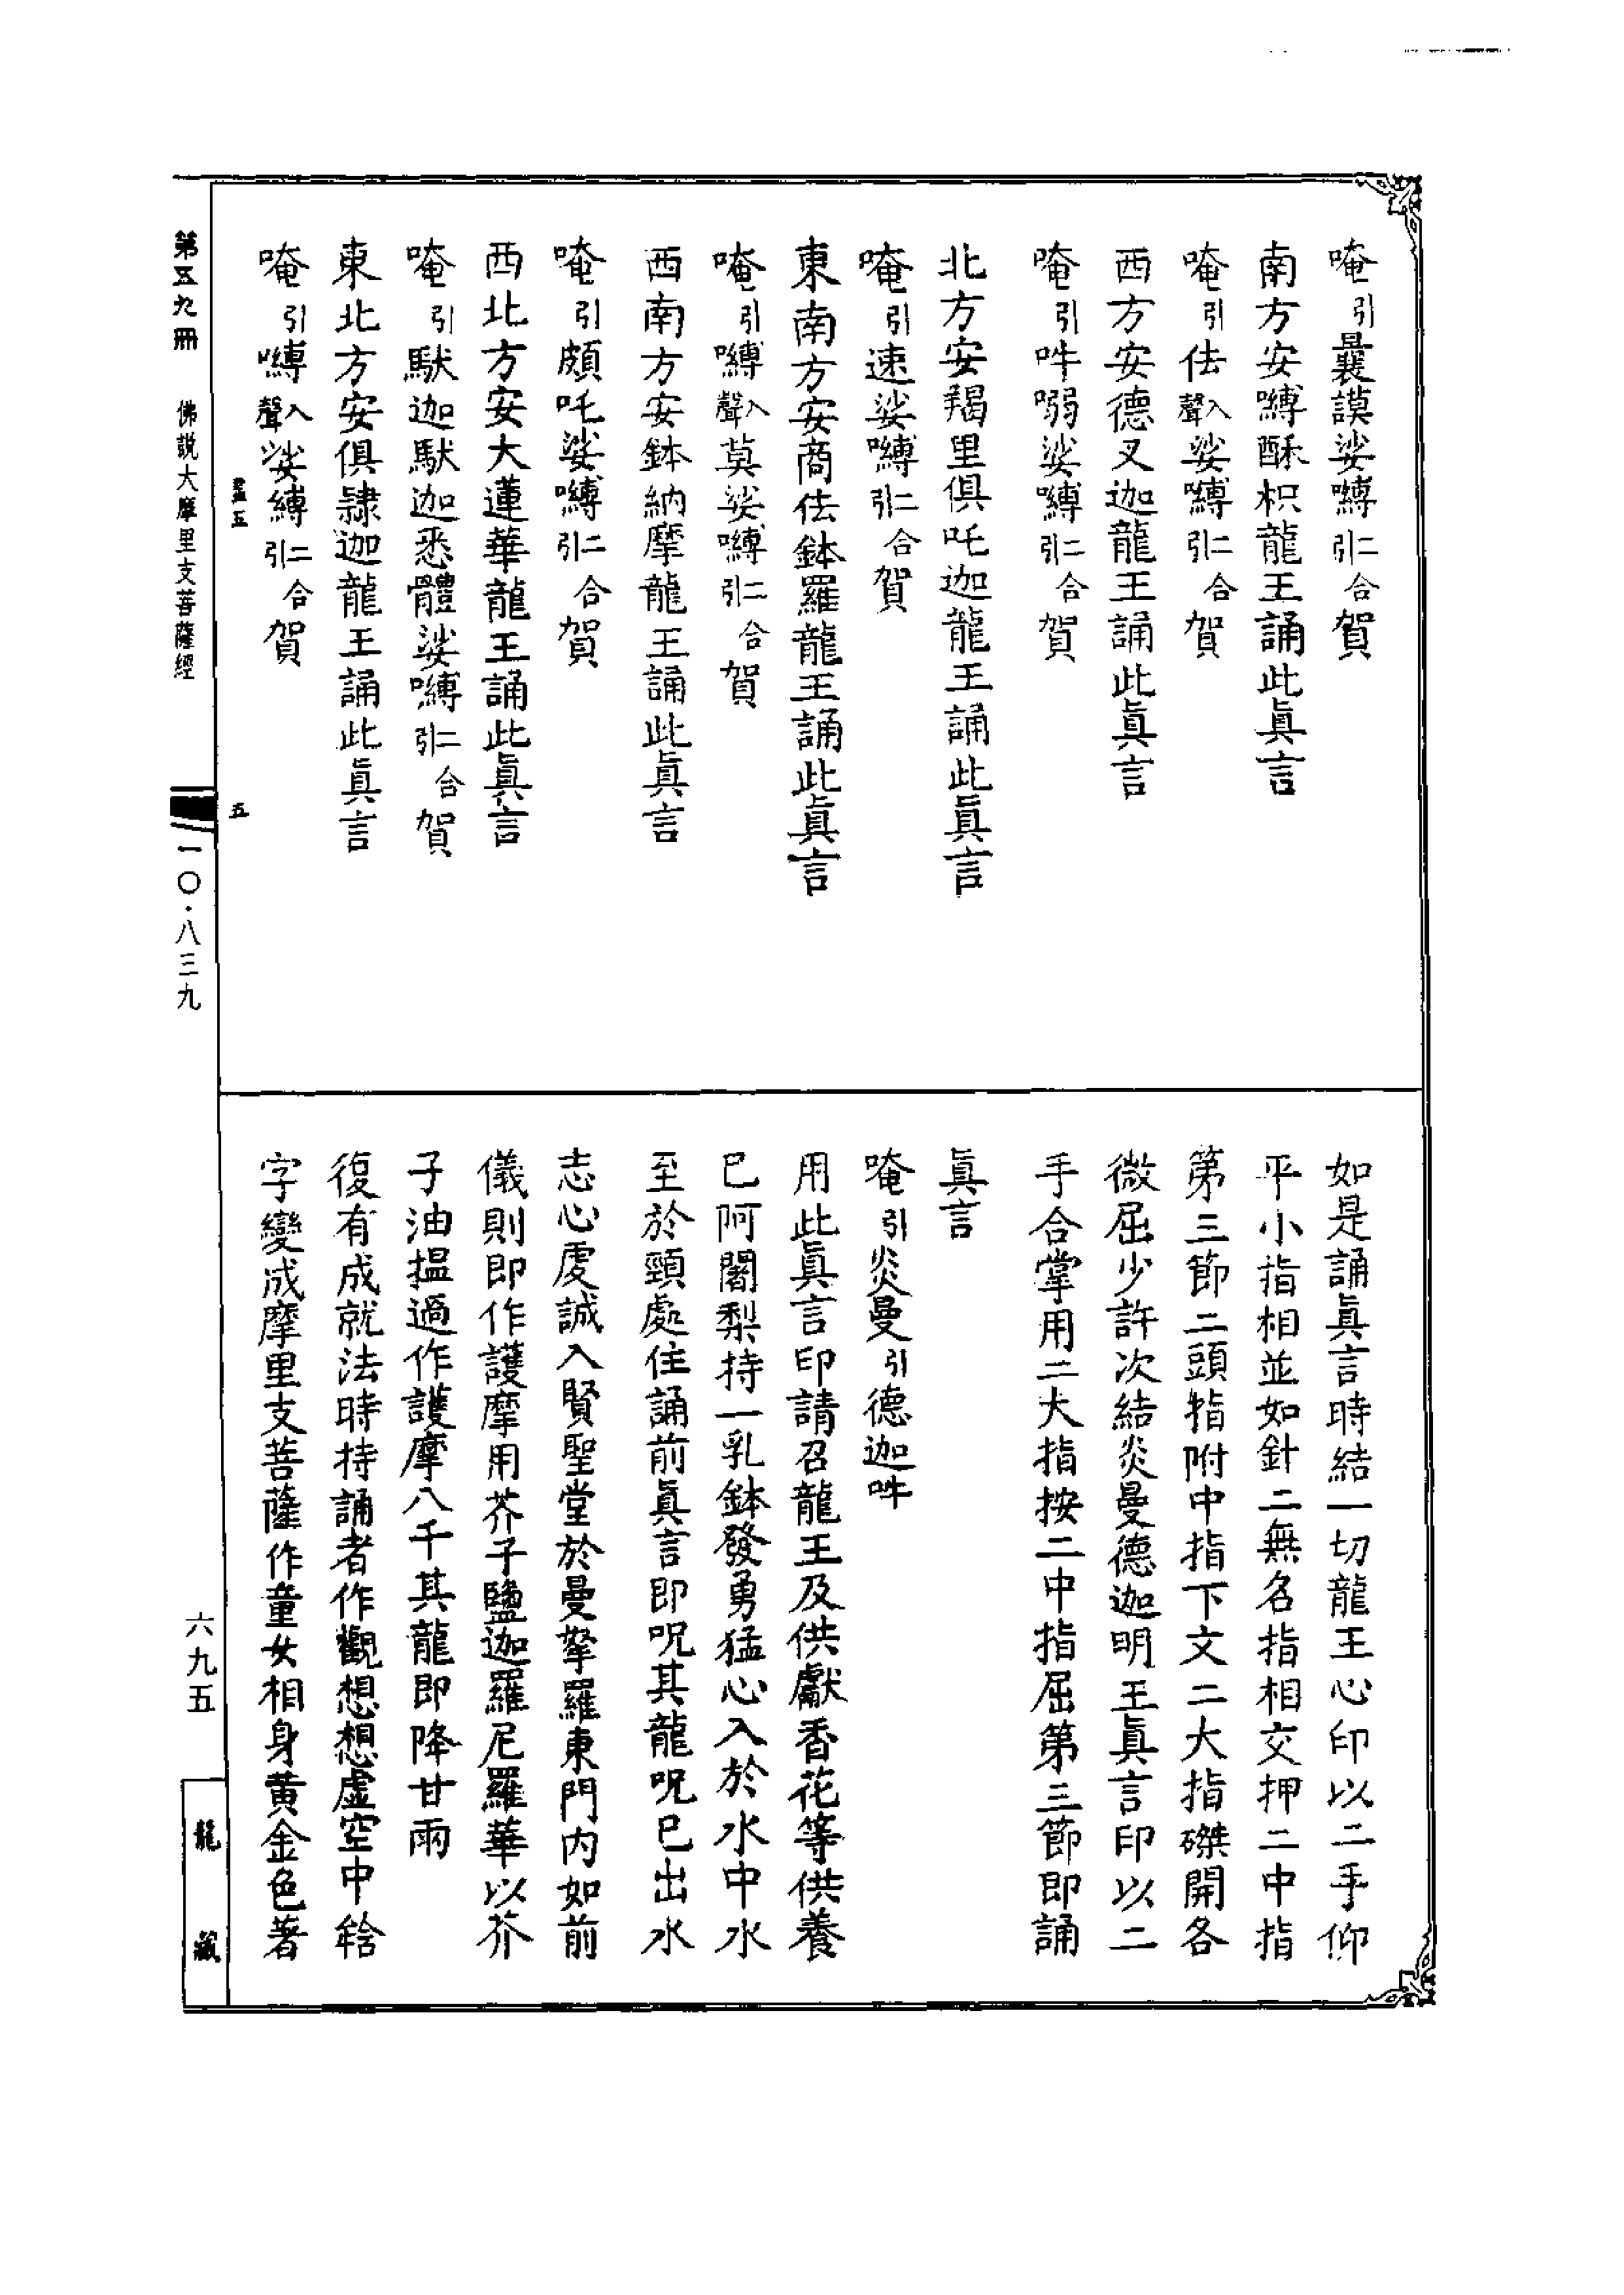 唵引曩謨娑嚩二合引賀
南方安嚩酥枳龍王誦此眞言
唵引佉入聲娑嚩二合引賀
西方安德叉迦龍王誦此眞言
唵引吽嗍娑嚩二合引賀
北方安羯里俱吒迦龍王誦此眞言
唵引速娑嚩二合引賀
東南方安商佉鉢羅龍王誦此眞言
唵引嚩入聲莫娑嚩二合引賀
西南方安鉢納摩龍王誦此眞言
唵引頗吒娑嚩二合引賀
西北方安大蓮華龍王誦此眞言
唵引馱迦馱迦悉體娑嚩二合引賀
東北方安俱隸迦龍王誦此眞言
唵引嚩入聲娑嚩二合引賀
如是誦眞言時結一切龍王心印以二手仰
平小指相並如針二無名指相交押二中指
第三節二頭指附中指下文二大指磔開各
微屈少許次結炎曼德迦明王眞言印以二
手合掌用二大指按二中指屈第三節即誦
眞言
唵引炎曼引德迦吽
用此眞言印請召龍王及供獻香花等供養
已阿闍梨持一乳鉢發勇猛心入於水中水
至於頸處住誦前眞言即呪其龍呪已出水
志心虔誠入賢聖堂於曼拏羅東門內如前
儀則即作護摩用芥子鹽迦羅尼羅華以芥
子油搵過作護摩八千其龍即降甘雨
復有成就法時持誦者作觀想想虛空中唅
字變成摩里支菩薩作童女相身黃金色著
五
第五九冊 佛說大摩里支菩薩經
一〇·八三九
六九五
龍藏